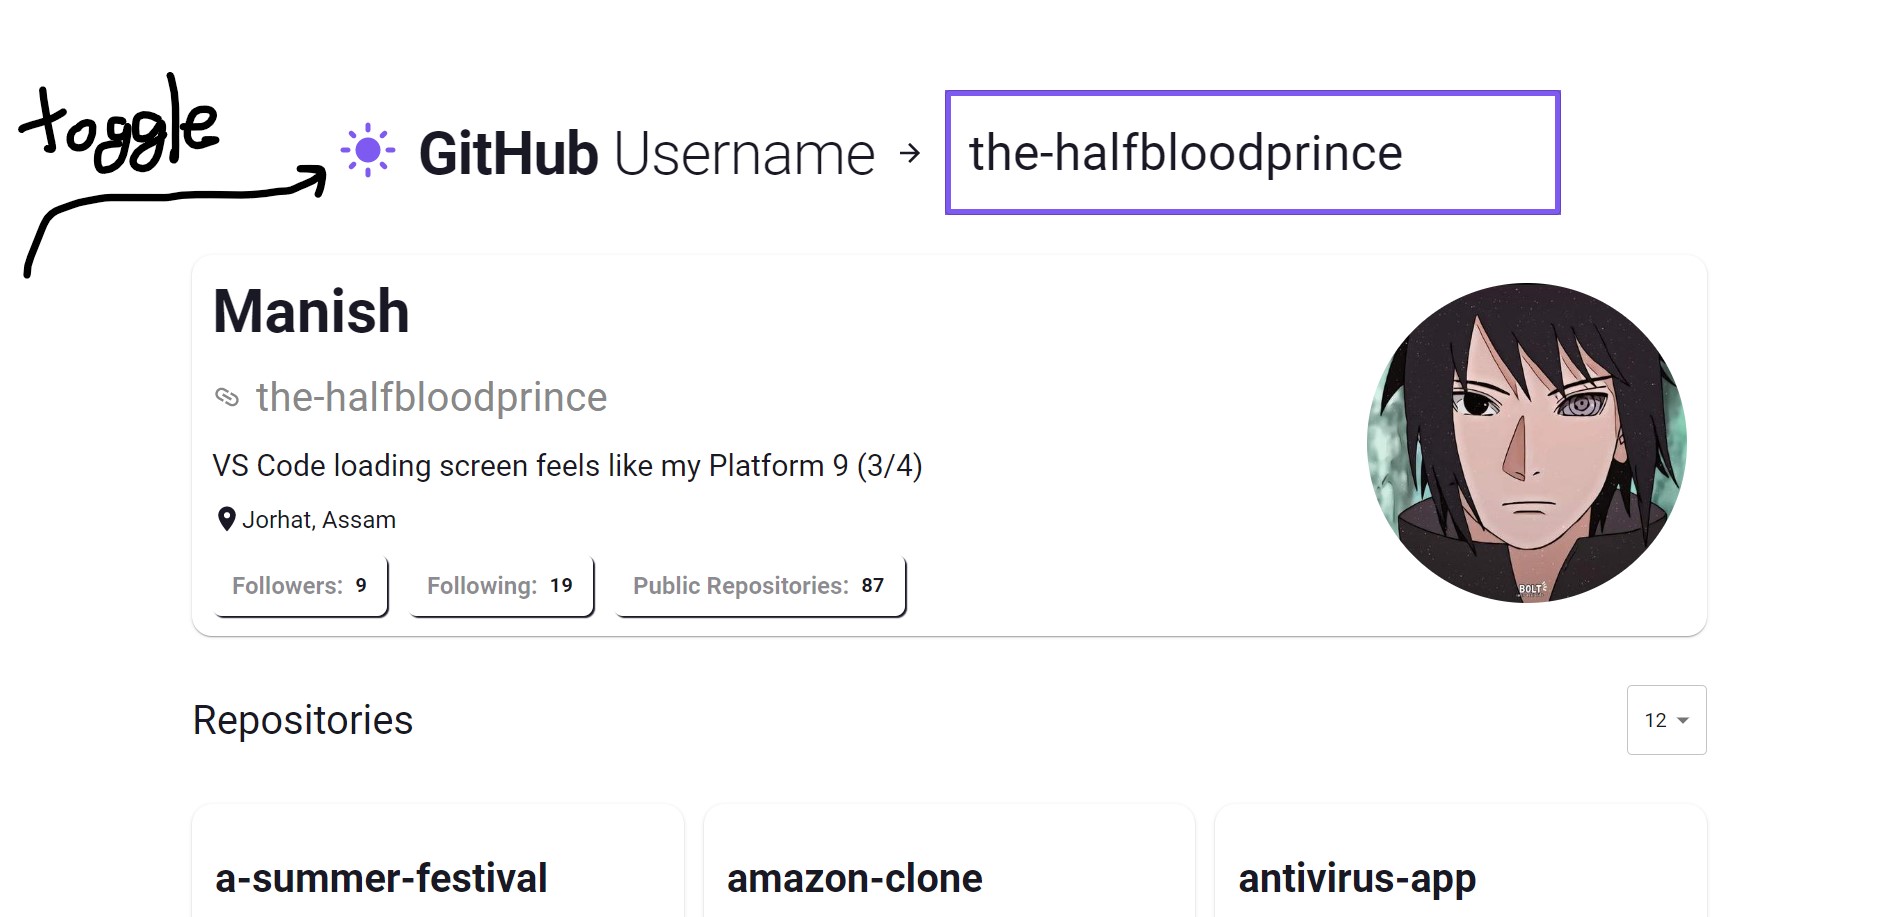 toggle
GitHub Username → the-halfbloodprince
Manish
the-halfbloodprince
VS Code loading screen feels like my Platform 9 (3/4)
Jorhat, Assam
Followers: 9 Following: 19 Public Repositories: 87
BOLT
Repositories 12
a-summer-festival amazon-clone antivirus-app